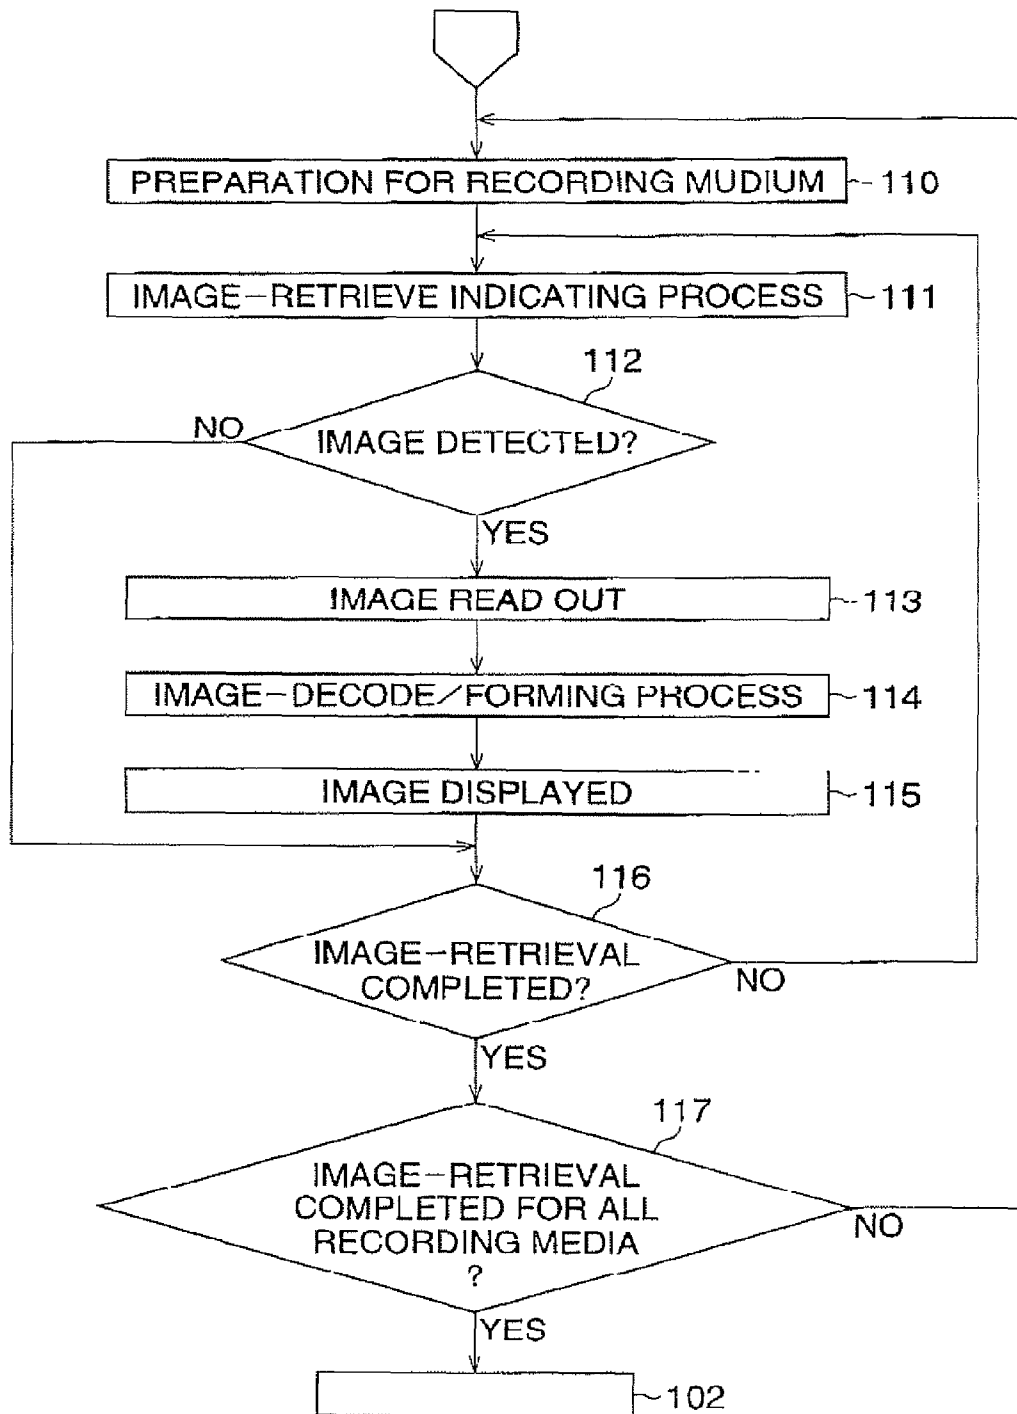 PREPARATION FOR RECORDING MUDIUM
110
IMAGE-RETRIEVE INDICATING PROCESS
111
112
NO
IMAGE DETECTED?
YES
IMAGE READ OUT
113
IMAGE-DECODE/FORMING PROCESS
114
IMAGE DISPLAYED
115
116
IMAGE-RETRIEVAL
COMPLETED?
NO
YES
117
IMAGE-RETRIEVAL
COMPLETED FOR ALL
RECORDING MEDIA
?
NO
YES
102